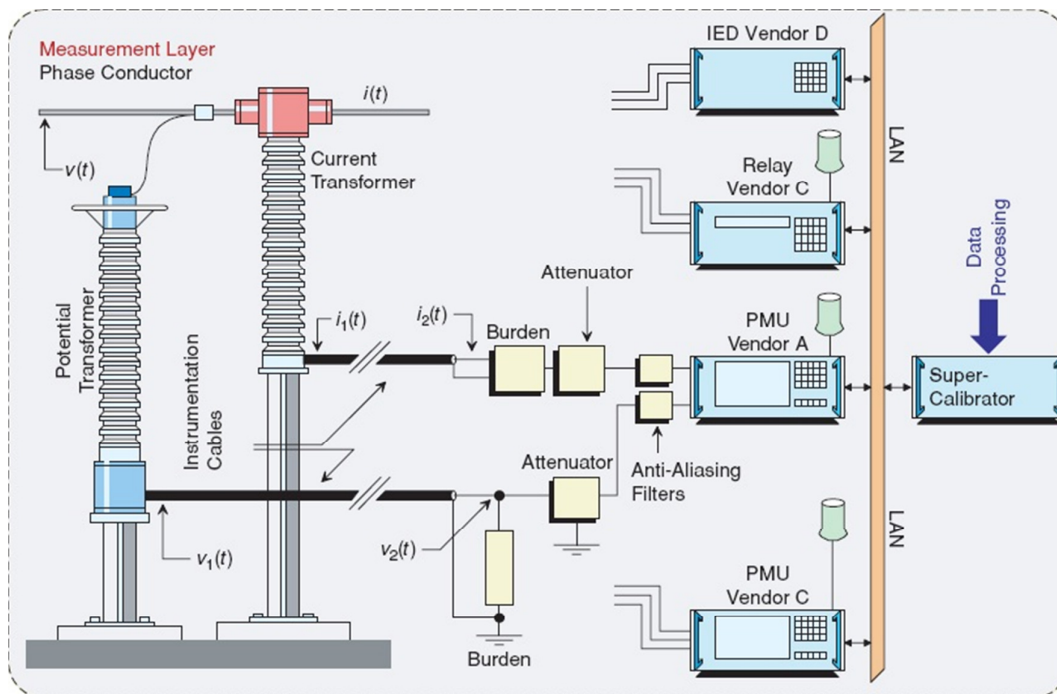 Measurement Layer
Phase Conductor
i(t)
v(t)
Current
Transformer
Potential
Transformer
Instrumentation
Cables
i1(t)
i2(t)
Burden
Attenuator
v1(t)
v2(t)
Attenuator
Burden
Anti-Aliasing
Filters
IED Vendor D
Relay
Vendor C
PMU
Vendor A
PMU
Vendor C
LAN
LAN
Data
Processing
Super-
Calibrator